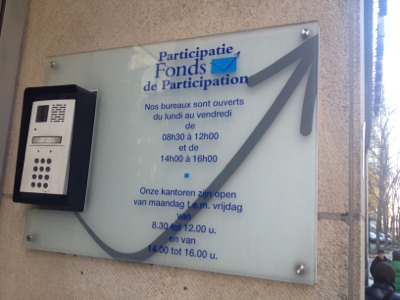 Participatie
Fonds
de Participation
Nos bureaux sont ouverts
du lundi au vendredi
de
08h30 à 12h00
et de
14h00 à 16h00
Onze kantoren zijn open
van maandag t.e.m. vrijdag
van
8.30 tot 12.00 u.
en van
14.00 tot 16.00 u.